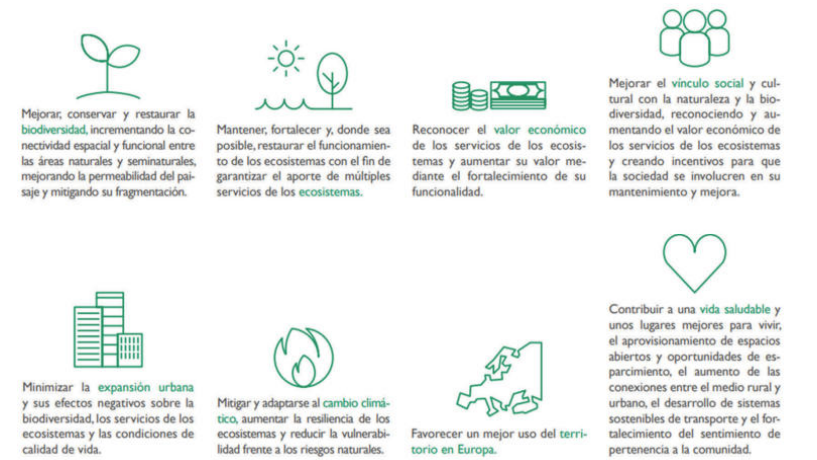 Mejorar, conservar y restaurar la
biodiversidad, incrementando la co-
nectividad espacial y funcional entre
las áreas naturales y seminaturales,
mejorando la permeabilidad del pai-
saje y mitigando su fragmentación.
Mantener, fortalecer y, donde sea
posible, restaurar el funcionamien-
to de los ecosistemas con el fin de
garantizar el aporte de múltiples
servicios de los ecosistemas.
Reconocer el valor económico
de los servicios de los ecosis-
temas y aumentar su valor me-
diante el fortalecimiento de su
funcionalidad.
Mejorar el vínculo social y cul-
tural con la naturaleza y la bio-
diversidad, reconociendo y au-
mentando el valor económico de
los servicios de los ecosistemas
y creando incentivos para que
la sociedad se involucren en su
mantenimiento y mejora.
Minimizar la expansión urbana
y sus efectos negativos sobre la
biodiversidad, los servicios de los
ecosistemas y las condiciones de
calidad de vida.
Mitigar y adaptarse al cambio climá-
tico, aumentar la resiliencia de los
ecosistemas y reducir la vulnerabi-
lidad frente a los riesgos naturales.
Favorecer un mejor uso del terri-
torio en Europa.
Contribuir a una vida saludable y
unos lugares mejores para vivir,
el aprovisionamiento de espacios
abiertos y oportunidades de es-
parcimiento, el aumento de las
conexiones entre el medio rural y
urbano, el desarrollo de sistemas
sostenibles de transporte y el for-
talecimiento del sentimiento de
pertenencia a la comunidad.